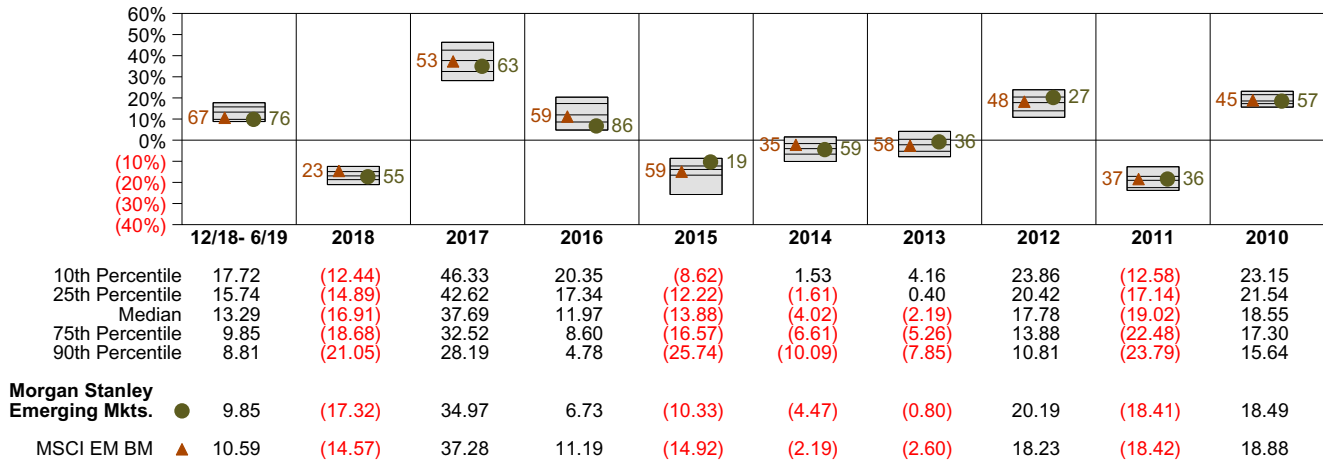 60%
50%
40%
30%
20%
10%
0%
(10%)
(20%)
(30%)
(40%)
67 76
23 55
53 63
59 86
59 19
35 59
58 36
48 27
37 36
45 57
12/18- 6/19 2018 2017 2016 2015 2014 2013 2012 2011 2010
10th Percentile 17.72 (12.44) 46.33 20.35 (8.62) 1.53 4.16 23.86 (12.58) 23.15
25th Percentile 15.74 (14.89) 42.62 17.34 (12.22) (1.61) 0.40 20.42 (17.14) 21.54
Median 13.29 (16.91) 37.69 11.97 (13.88) (4.02) (2.19) 17.78 (19.02) 18.55
75th Percentile 9.85 (18.68) 32.52 8.60 (16.57) (6.61) (5.26) 13.88 (22.48) 17.30
90th Percentile 8.81 (21.05) 28.19 4.78 (25.74) (10.09) (7.85) 10.81 (23.79) 15.64
Morgan Stanley
Emerging Mkts. 9.85 (17.32) 34.97 6.73 (10.33) (4.47) (0.80) 20.19 (18.41) 18.49
MSCI EM BM 10.59 (14.57) 37.28 11.19 (14.92) (2.19) (2.60) 18.23 (18.42) 18.88